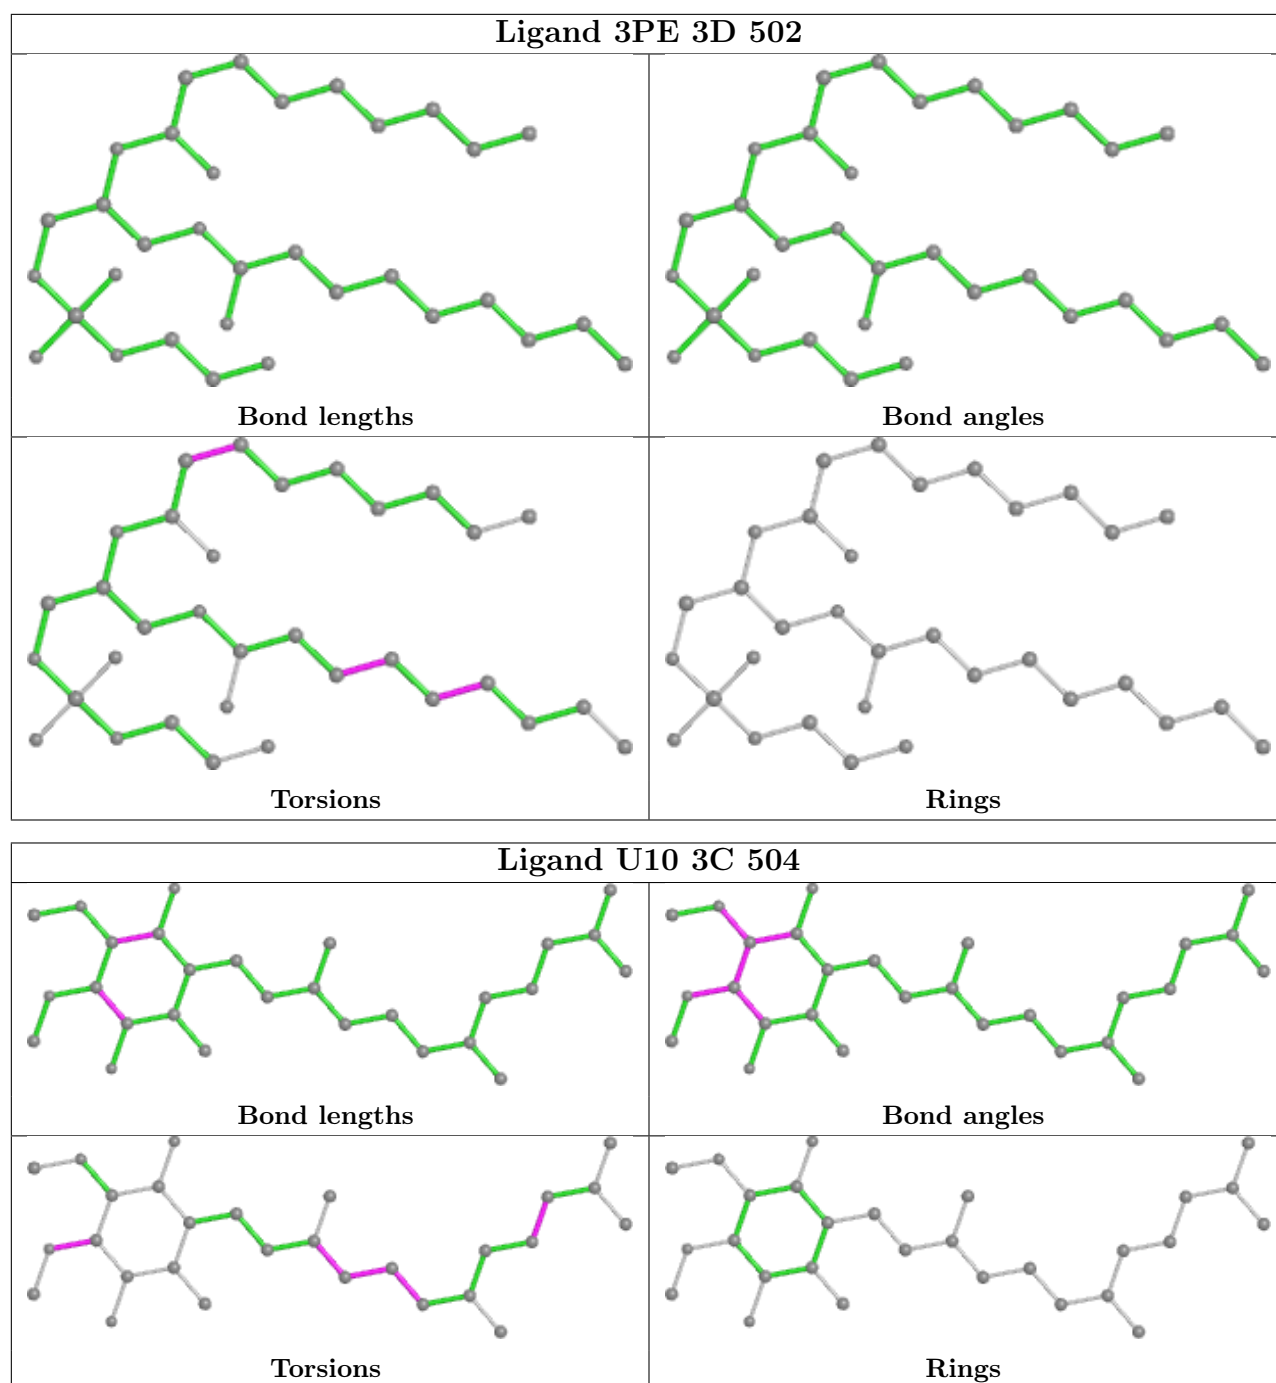 Ligand 3PE 3D 502
Bond lengths
Bond angles
Torsions
Rings
Ligand U10 3C 504
Bond lengths
Bond angles
Torsions
Rings